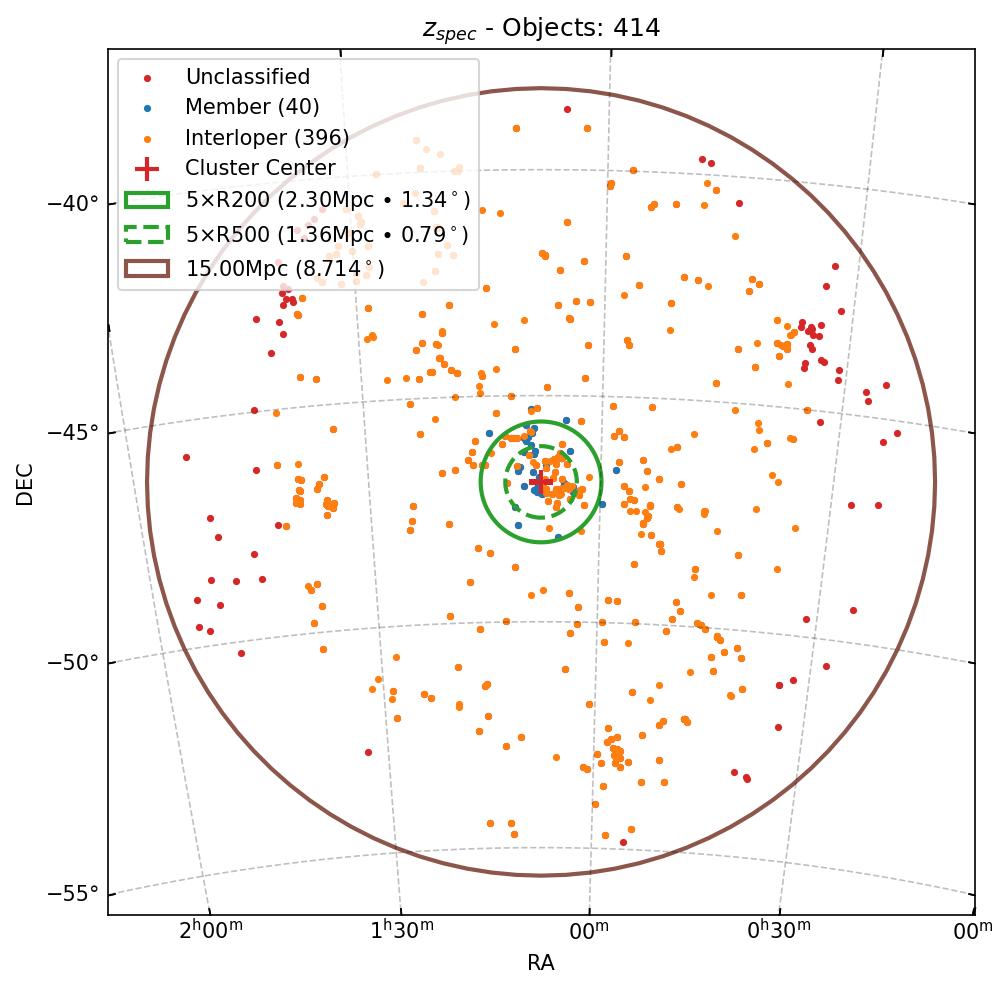 z_spec - Objects: 414
Unclassified
Member (40)
Interloper (396)
Cluster Center
5×R200 (2.30Mpc • 1.34°)
5×R500 (1.36Mpc • 0.79°)
15.00Mpc (8.714°)
−40°
−45°
−50°
−55°
DEC
2ʰ00ᵐ 1ʰ30ᵐ 00ᵐ 0ʰ30ᵐ 00ᵐ
RA